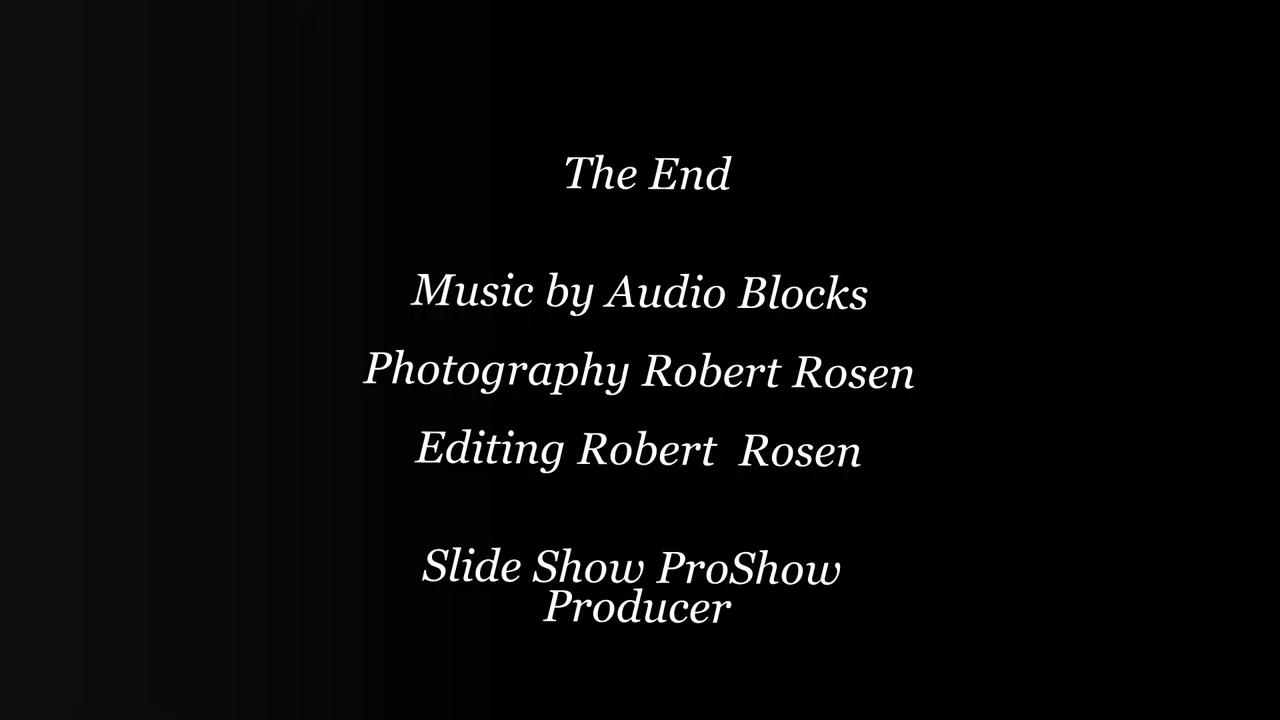 The End
Music by Audio Blocks
Photography Robert Rosen
Editing Robert  Rosen
Slide Show ProShow
Producer